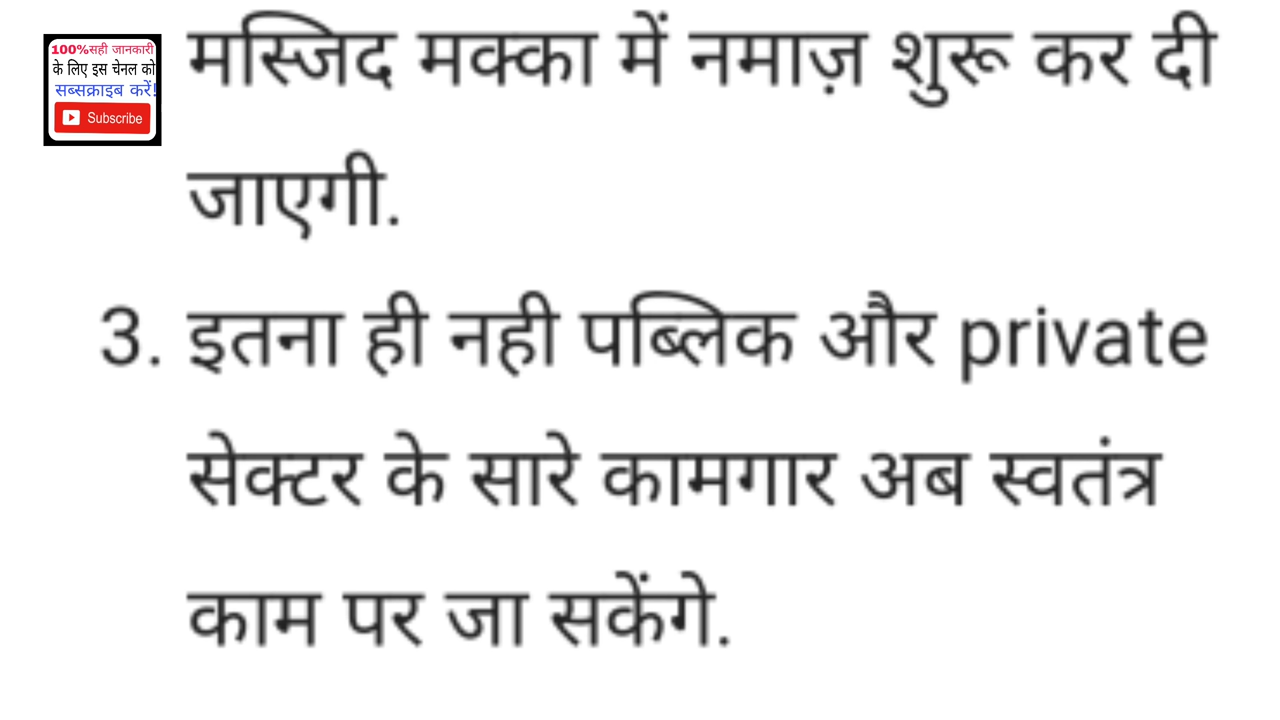 100%सही जानकारी
के लिए इस चेनल को
सब्सक्राइब करें!
Subscribe
मस्जिद मक्का में नमाज़ शुरू कर दी
जाएगी.
3. इतना ही नही पब्लिक और private
सेक्टर के सारे कामगार अब स्वतंत्र
काम पर जा सकेंगे.